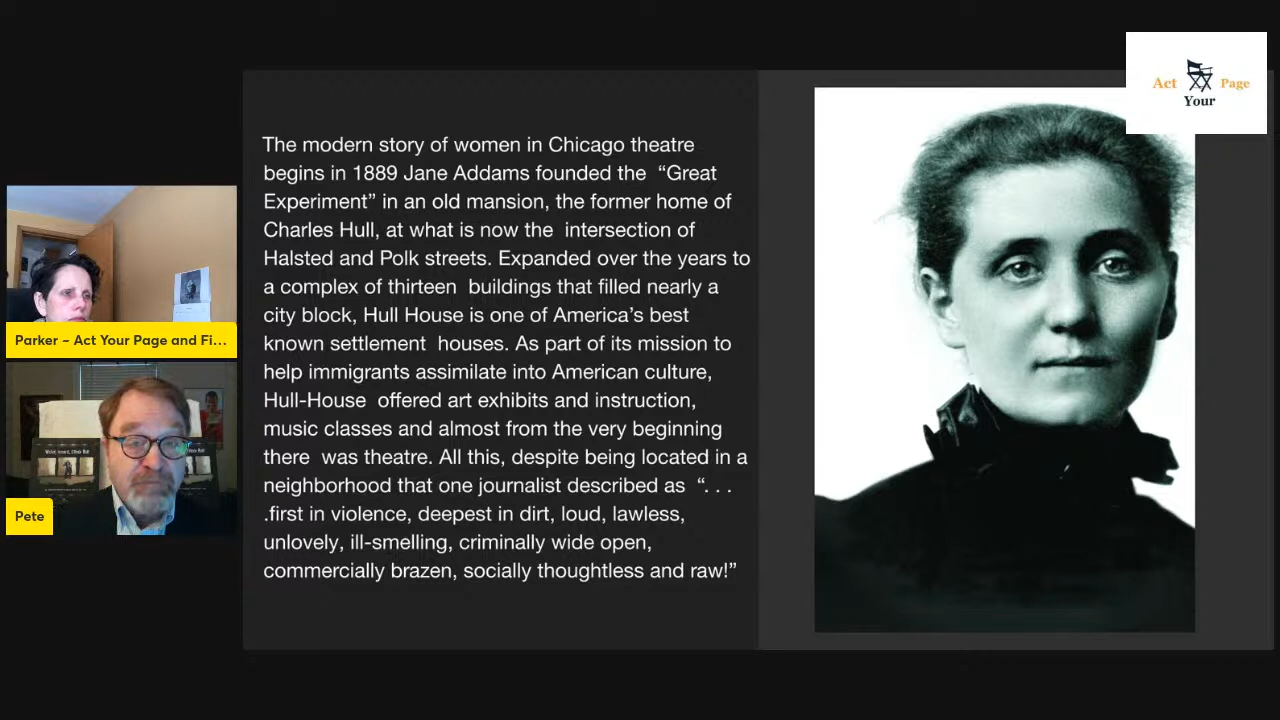 Act Your Page
The modern story of women in Chicago theatre
begins in 1889 Jane Addams founded the “Great
Experiment” in an old mansion, the former home of
Charles Hull, at what is now the intersection of
Halsted and Polk streets. Expanded over the years to
a complex of thirteen buildings that filled nearly a
city block, Hull House is one of America’s best
known settlement houses. As part of its mission to
help immigrants assimilate into American culture,
Hull-House offered art exhibits and instruction,
music classes and almost from the very beginning
there was theatre. All this, despite being located in a
neighborhood that one journalist described as “. . .
.first in violence, deepest in dirt, loud, lawless,
unlovely, ill-smelling, criminally wide open,
commercially brazen, socially thoughtless and raw!”
Parker ~ Act Your Page and Fi...
Pete